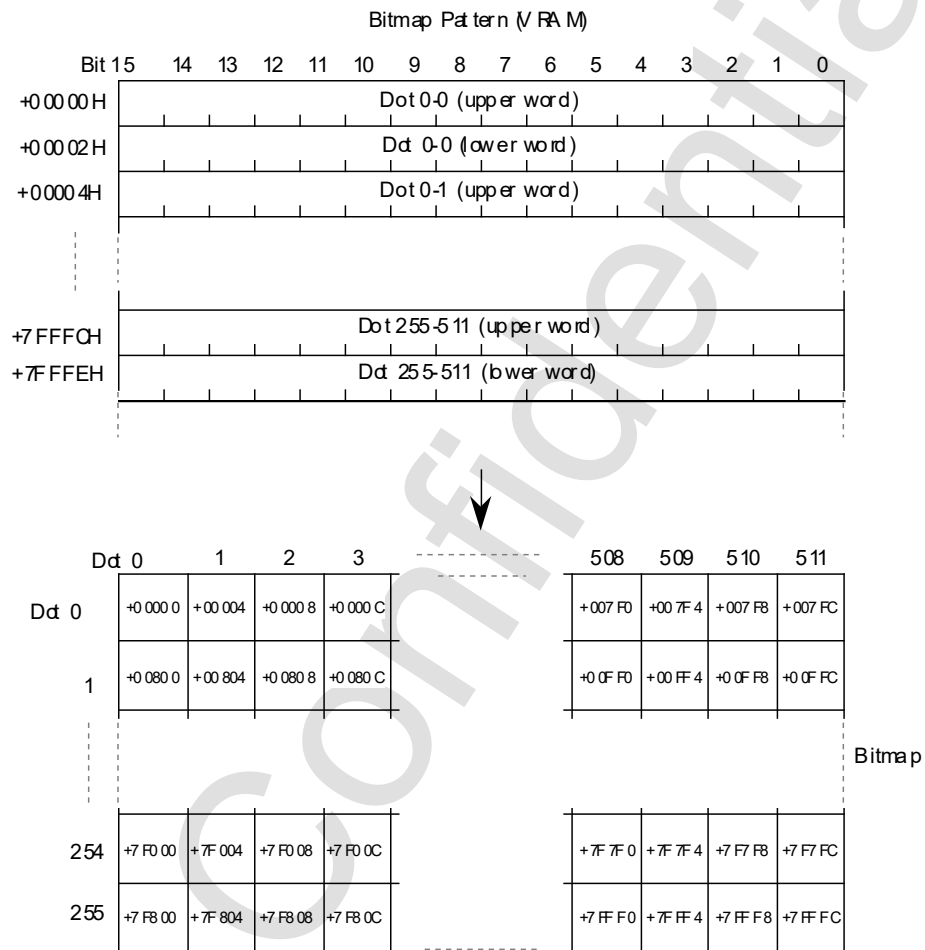 Bitmap Pattern (VRAM)
Bit 15 14 13 12 11 10 9 8 7 6 5 4 3 2 1 0
+00000H Dot 0-0 (upper word)
+00002H Dot 0-0 (lower word)
+00004H Dot 0-1 (upper word)
+7FFFCH Dot 255-511 (upper word)
+7FFFEH Dot 255-511 (lower word)
Dot 0 1 2 3 508 509 510 511
Dot 0 +00000 +00004 +00008 +0000C +007F0 +007F4 +007F8 +007FC
1 +00800 +00804 +00808 +0080C +00FF0 +00FF4 +00FF8 +00FFC
Bitmap
254 +7F000 +7F004 +7F008 +7F00C +7F7F0 +7F7F4 +7F7F8 +7F7FC
255 +7F800 +7F804 +7F808 +7F80C +7FFF0 +7FFF4 +7FFF8 +7FFFC
Confidentia